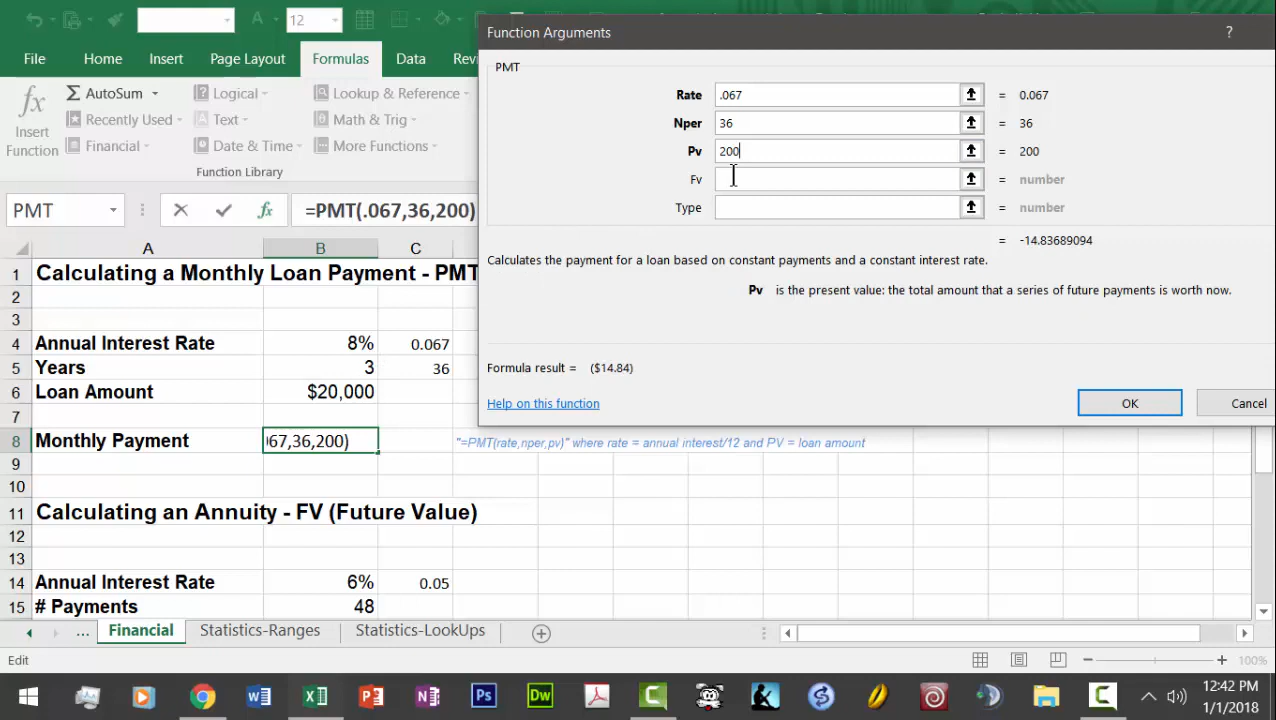 12
Function Arguments
?
File Home Insert Page Layout Formulas Data Rev
PMT
Rate .067 = 0.067
Nper 36 = 36
Pv 200 = 200
Fv = number
Type = number
= -14.83689094
fx
Insert
Function
Σ AutoSum
Recently Used
Financial
Logical
Text
Date & Time
Lookup & Reference
Math & Trig
More Functions
Function Library
Calculates the payment for a loan based on constant payments and a constant interest rate.
Pv is the present value: the total amount that a series of future payments is worth now.
Formula result = ($14.84)
Help on this function
OK
Cancel
PMT fx =PMT(.067,36,200)
A B C
1 Calculating a Monthly Loan Payment - PMT
2
3
4 Annual Interest Rate 8% 0.067
5 Years 3 36
6 Loan Amount $20,000
7
8 Monthly Payment 67,36,200) "=PMT(rate,nper,pv)" where rate = annual interest/12 and PV = loan amount
9
10
11 Calculating an Annuity - FV (Future Value)
12
13
14 Annual Interest Rate 6% 0.05
15 # Payments 48
... Financial Statistics-Ranges Statistics-LookUps
Edit
100%
Ps Dw
12:42 PM
1/1/2018